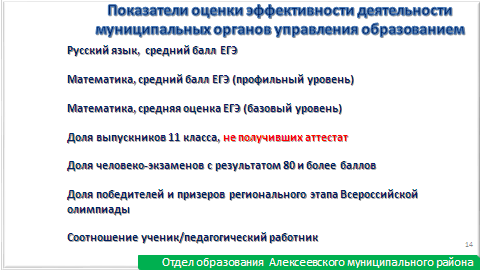 Показатели оценки эффективности деятельности
муниципальных органов управления образованием
Русский язык, средний балл ЕГЭ
Математика, средний балл ЕГЭ (профильный уровень)
Математика, средняя оценка ЕГЭ (базовый уровень)
Доля выпускников 11 класса, не получивших аттестат
Доля человеко-экзаменов с результатом 80 и более баллов
Доля победителей и призеров регионального этапа Всероссийской
олимпиады
Соотношение ученик/педагогический работник
14
Отдел образования Алексеевского муниципального района